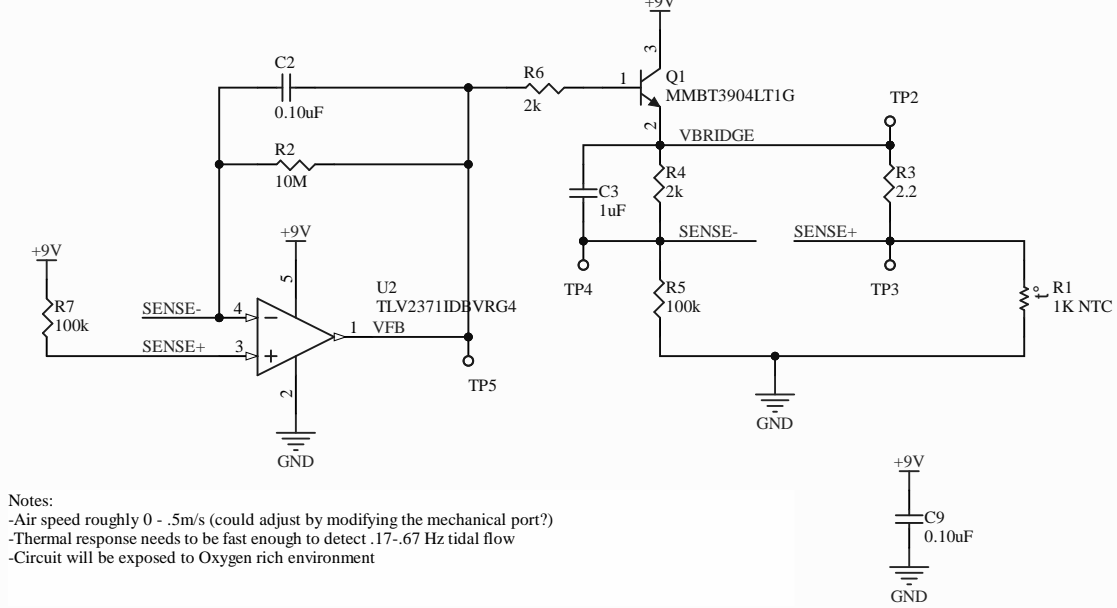 +9V
C2
0.10uF
R6
2k
1
3
Q1
MMBT3904LT1G
2
VBRIDGE
TP2
R2
10M
C3
1uF
R4
2k
R3
2.2
SENSE-
SENSE+
TP4
TP3
R5
100k
t°
R1
1K NTC
+9V
R7
100k
+9V
5
U2
TLV2371IDBVRG4
SENSE-
4
SENSE+
3
1
VFB
2
TP5
GND
GND
+9V
C9
0.10uF
GND
Notes:
-Air speed roughly 0 - .5m/s (could adjust by modifying the mechanical port?)
-Thermal response needs to be fast enough to detect .17-.67 Hz tidal flow
-Circuit will be exposed to Oxygen rich environment